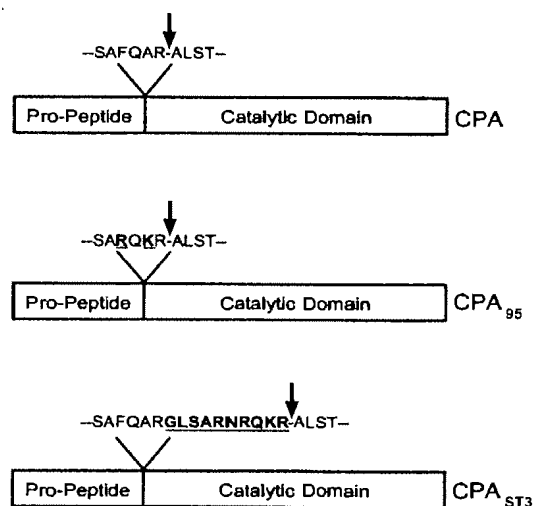 --SAFQAR-ALST--
Pro-Peptide Catalytic Domain CPA
--SARQKR-ALST--
Pro-Peptide Catalytic Domain CPA95
--SAFQARGLSARNRQKR-ALST--
Pro-Peptide Catalytic Domain CPAST3